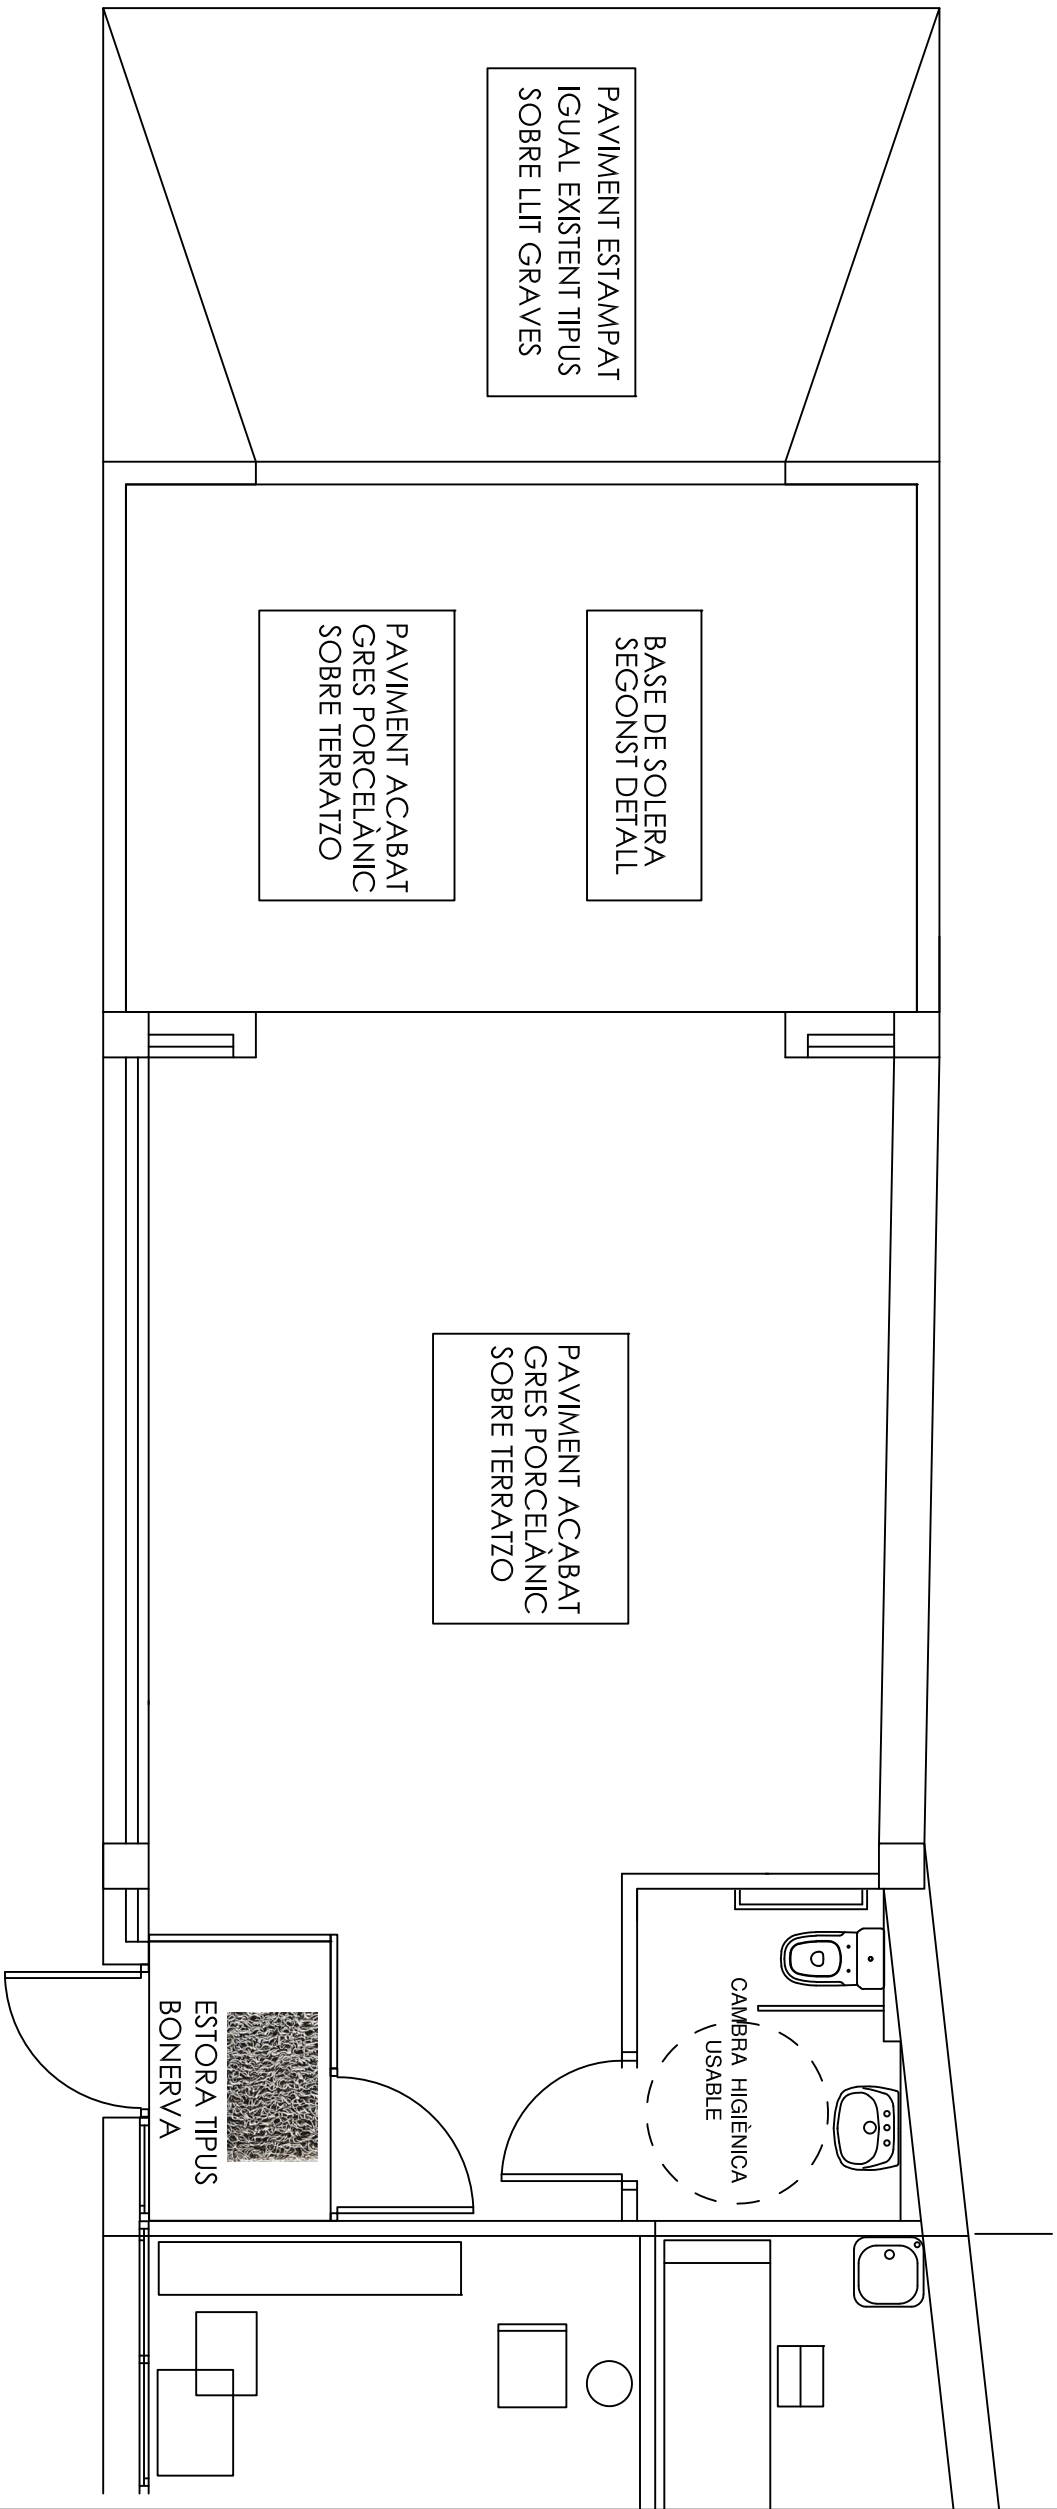 PAVIMENT ESTAMPAT
IGUAL EXISTENT TIPUS
SOBRE LLIT GRAVES
BASE DE SOLERA
SEGONST DETALL
PAVIMENT ACABAT
GRES PORCELÀNIC
SOBRE TERRATZO
PAVIMENT ACABAT
GRES PORCELÀNIC
SOBRE TERRATZO
CAMBRA HIGIÈNICA
USABLE
ESTORA TIPUS
BONERVA